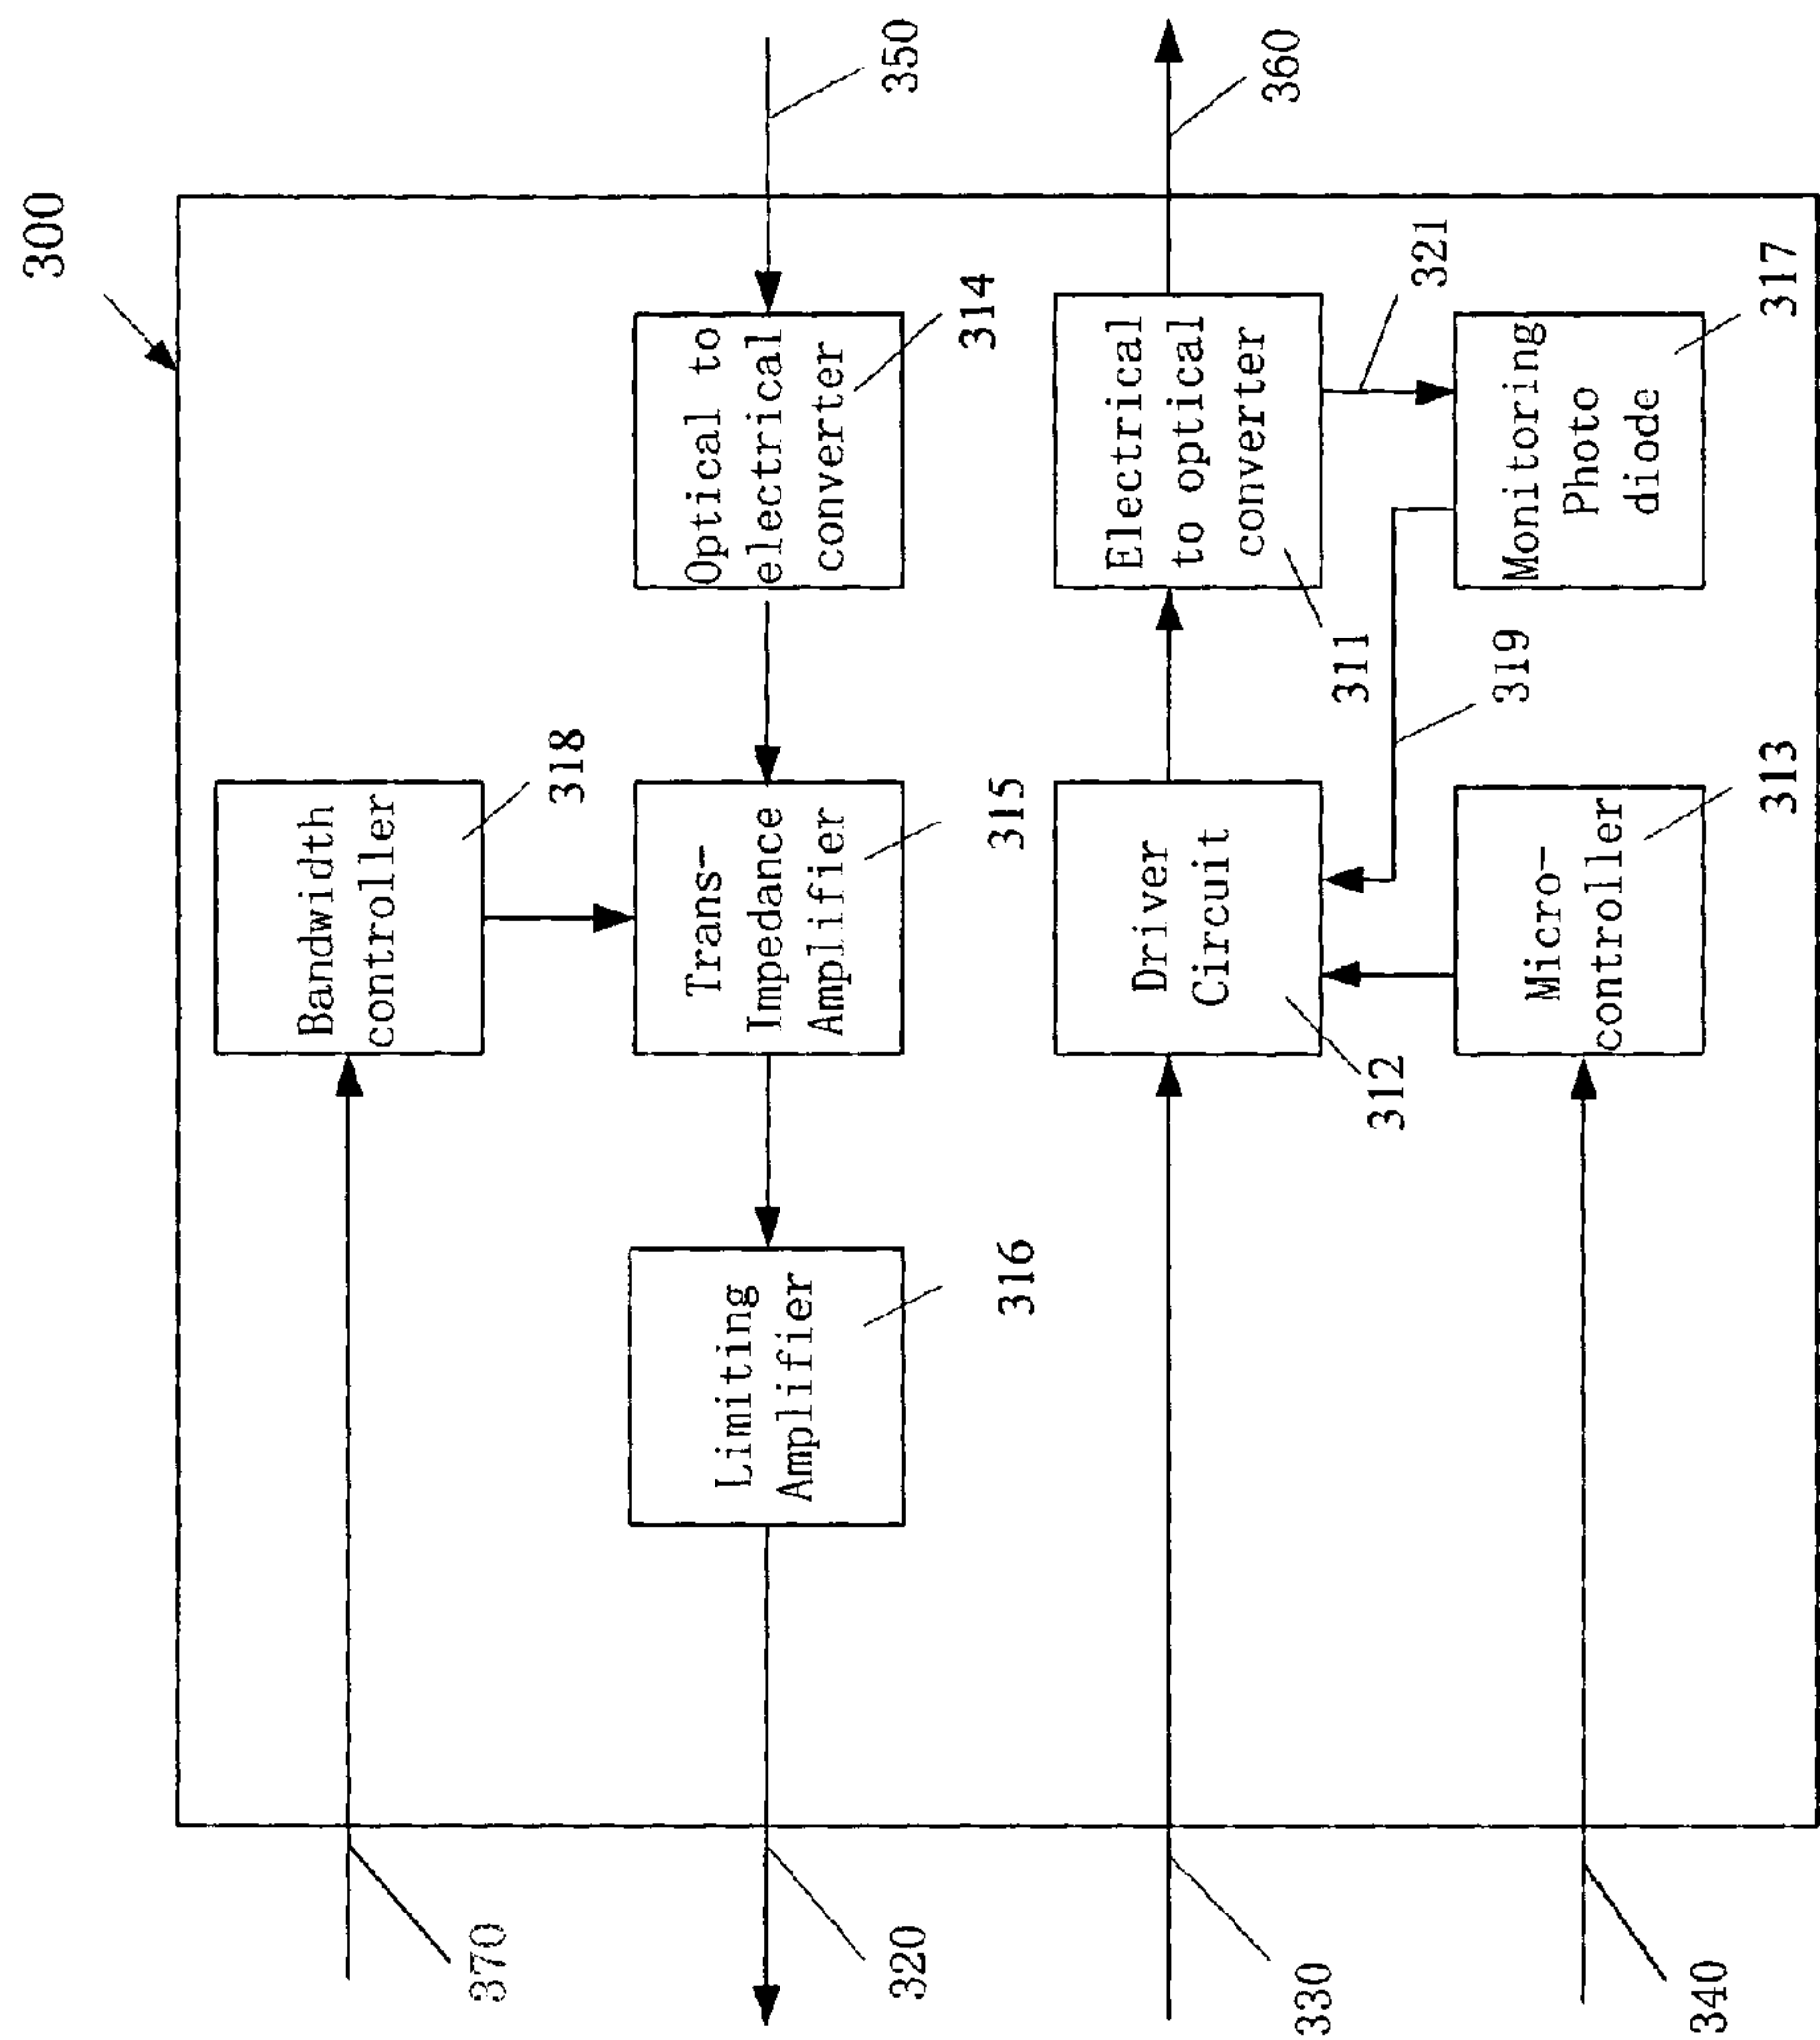 300
370
Bandwidth
controller
318
350
320
Limiting
Amplifier
316
Trans-
Impedance
Amplifier
315
Optical to
electrical
converter
314
330
Driver
Circuit
312
Electrical
to optical
converter
311
360
321
319
340
Micro-
controller
313
Monitoring
Photo
diode
317